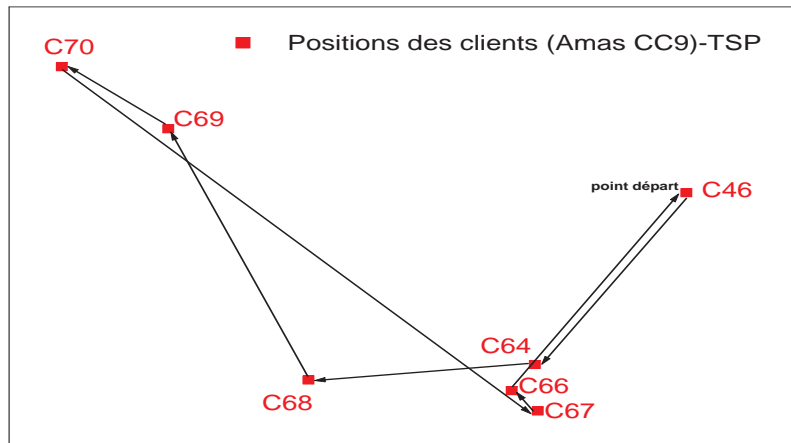 C70
Positions des clients (Amas CC9)-TSP
C69
point départ
C46
C64
C66
C68
C67